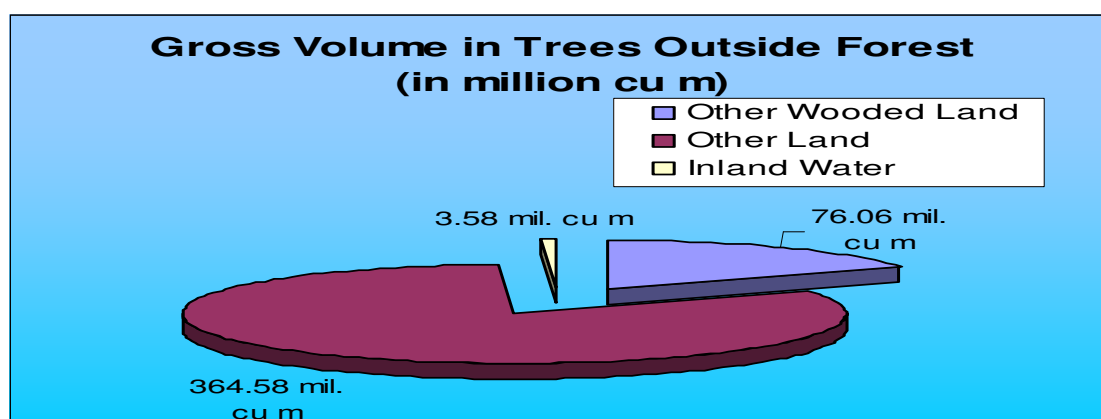 Gross Volume in Trees Outside Forest
(in million cu m)
Other Wooded Land
Other Land
Inland Water
3.58 mil. cu m
76.06 mil.
cu m
364.58 mil.
cu m